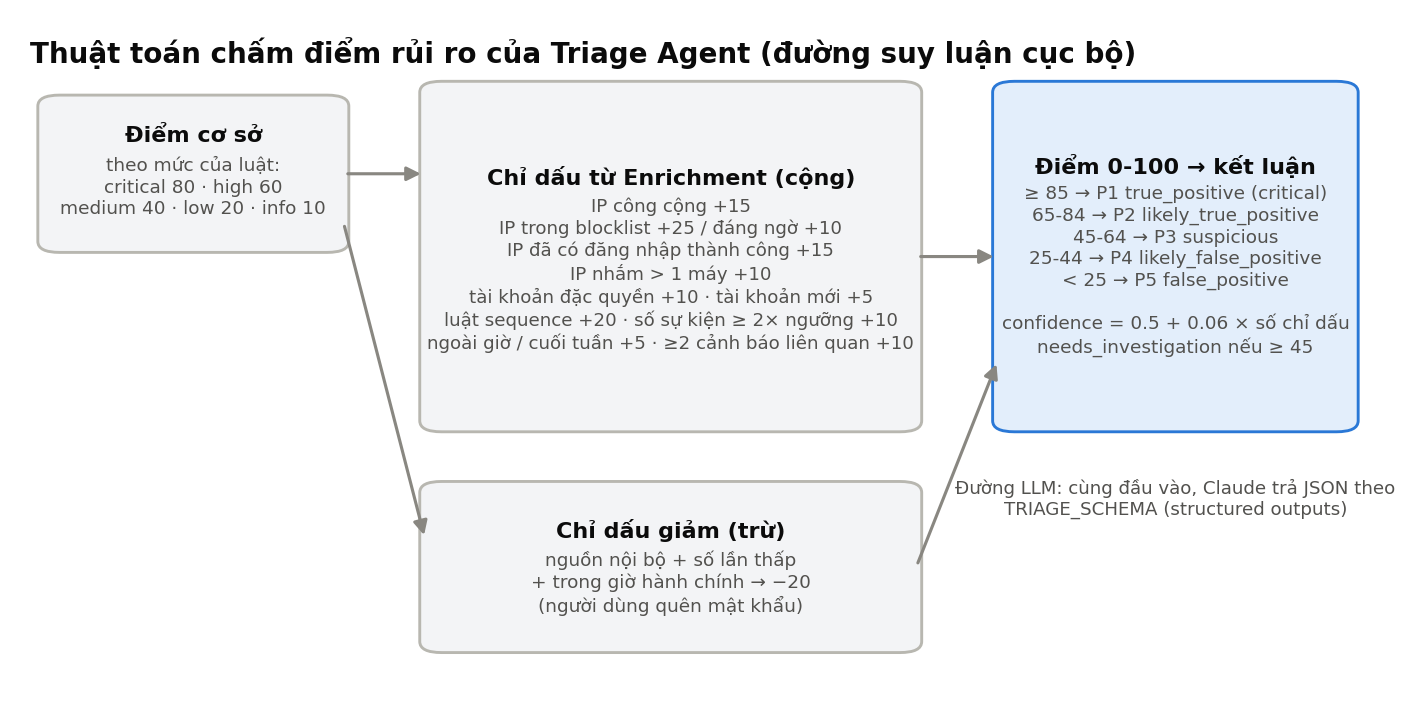 Thuật toán chấm điểm rủi ro của Triage Agent (đường suy luận cục bộ)
Điểm cơ sở
theo mức của luật:
critical 80 · high 60
medium 40 · low 20 · info 10
Chỉ dấu từ Enrichment (cộng)
IP công cộng +15
IP trong blocklist +25 / đáng ngờ +10
IP đã có đăng nhập thành công +15
IP nhắm > 1 máy +10
tài khoản đặc quyền +10 · tài khoản mới +5
luật sequence +20 · số sự kiện ≥ 2× ngưỡng +10
ngoài giờ / cuối tuần +5 · ≥2 cảnh báo liên quan +10
Điểm 0-100 → kết luận
≥ 85 → P1 true_positive (critical)
65-84 → P2 likely_true_positive
45-64 → P3 suspicious
25-44 → P4 likely_false_positive
< 25 → P5 false_positive
confidence = 0.5 + 0.06 × số chỉ dấu
needs_investigation nếu ≥ 45
Chỉ dấu giảm (trừ)
nguồn nội bộ + số lần thấp
+ trong giờ hành chính → −20
(người dùng quên mật khẩu)
Đường LLM: cùng đầu vào, Claude trả JSON theo
TRIAGE_SCHEMA (structured outputs)